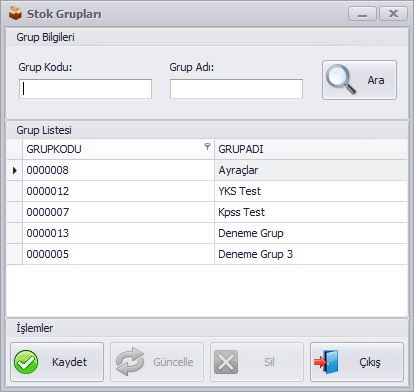 Stok Grupları
Grup Bilgileri
Grup Kodu:
Grup Adı:
Ara
Grup Listesi
GRUPKODU GRUPADI
0000008 Ayraçlar
0000012 YKS Test
0000007 Kpss Test
0000013 Deneme Grup
0000005 Deneme Grup 3
İşlemler
Kaydet Güncelle Sil Çıkış